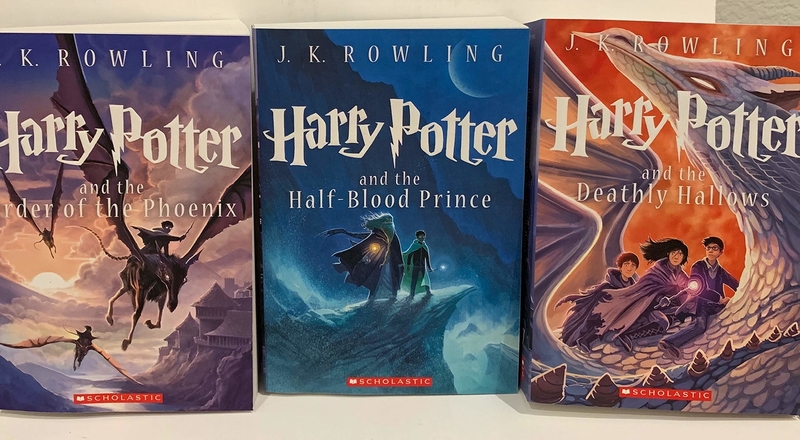 . K. ROWLING
Harry Potter
and the
rder of the Phoenix
SCHOLASTIC
J. K. ROWLING
Harry Potter
and the
Half-Blood Prince
SCHOLASTIC
J. K. ROWLING
Harry Potter
and the
Deathly Hallows
SCHOLASTIC